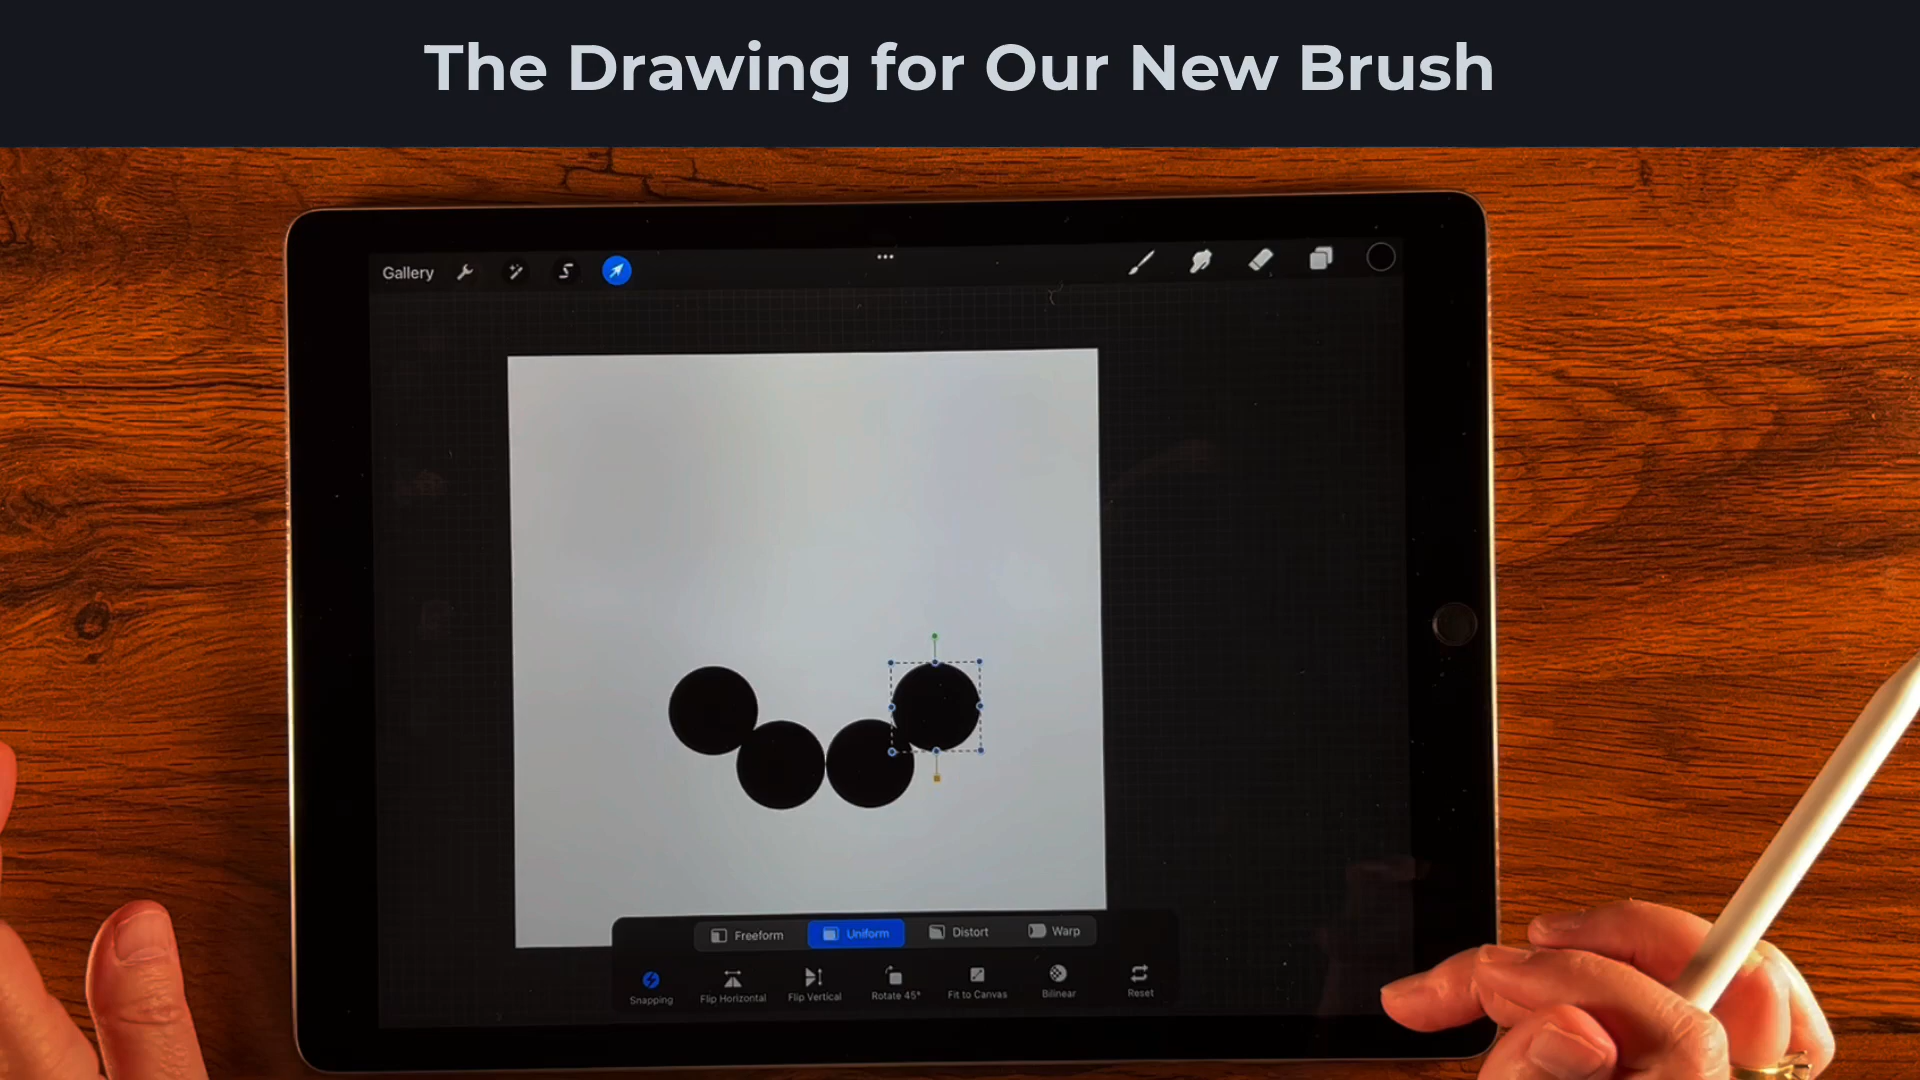 The Drawing for Our New Brush
Gallery
Freeform Uniform Distort Warp
Snapping Flip Horizontal Flip Vertical Rotate 45° Fit to Canvas Bilinear Reset